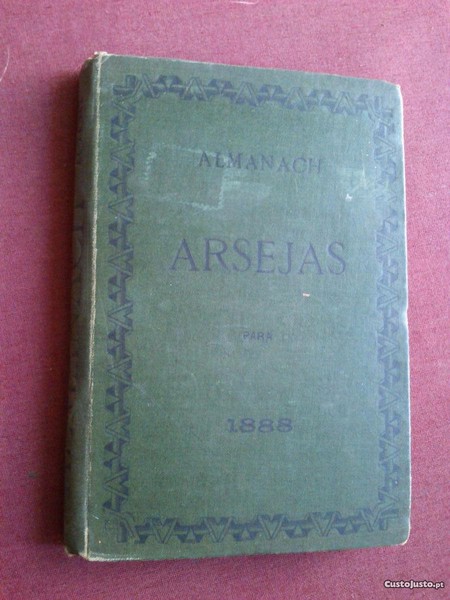 ALMANACH
ARSEJAS
PARA
1888
CustoJusto.pt